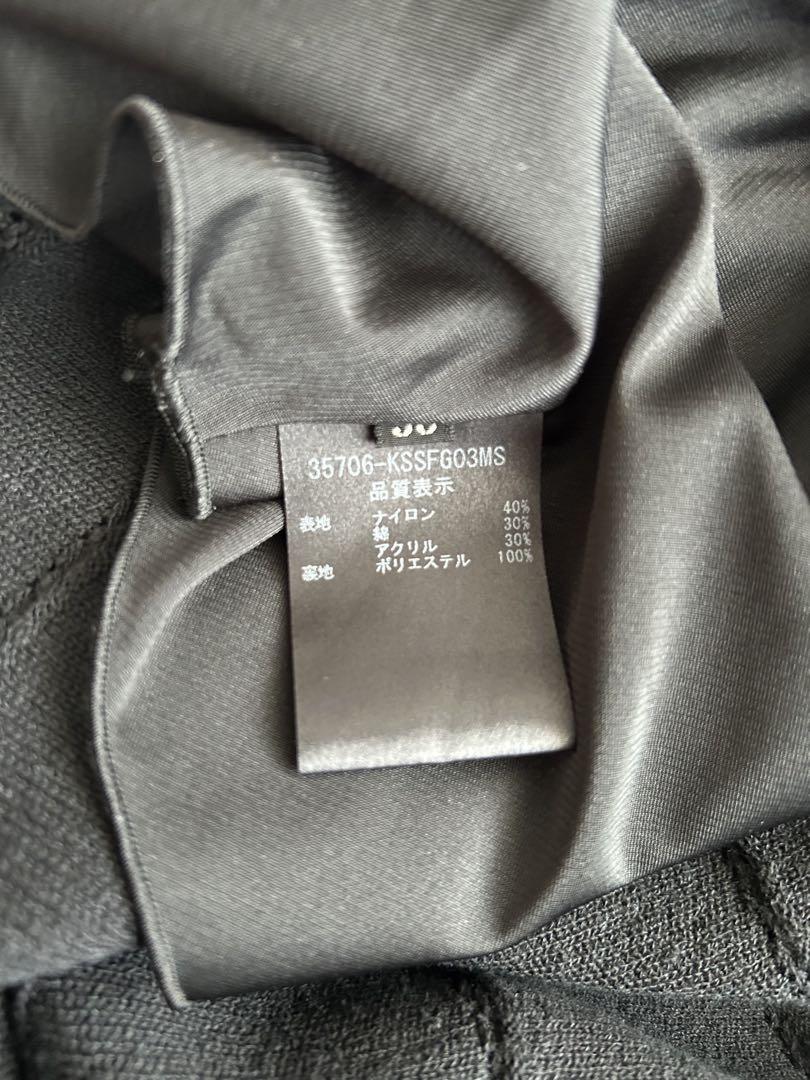 35706-KSSFG03MS
品質表示
表地 ナイロン 40%
綿 30%
アクリル 30%
裏地 ポリエステル 100%